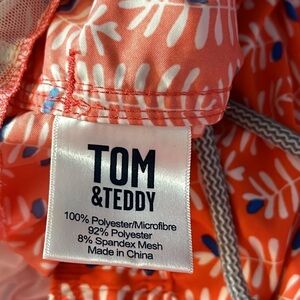 TOM
&TEDDY
100% Polyester/Microfibre
92% Polyester
8% Spandex Mesh
Made in China